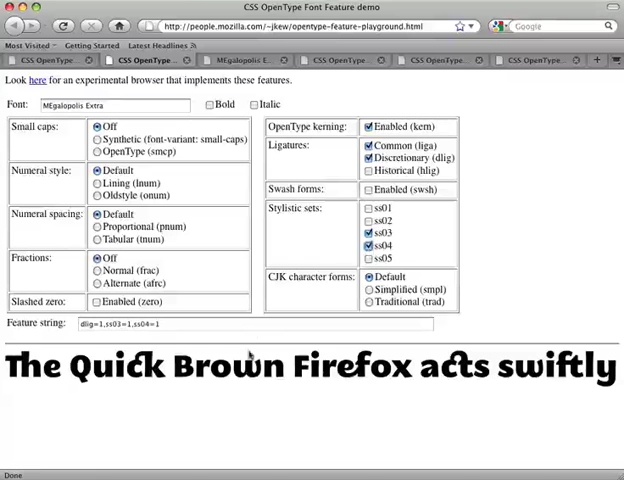 CSS OpenType Font Feature demo
http://people.mozilla.com/~jkew/opentype-feature-playground.html
Google
Most Visited
Getting Started
Latest Headlines
CSS OpenTyp...
CSS OpenTy...
MEgalopolis E...
CSS OpenTyp...
CSS OpenTyp...
CSS OpenTyp...
Look here for an experimental browser that implements these features.
Font: MEgalopolis Extra Bold Italic
Small caps: Off
Synthetic (font-variant: small-caps)
OpenType (smcp)
Numeral style: Default
Lining (lnum)
Oldstyle (onum)
Numeral spacing: Default
Proportional (pnum)
Tabular (tnum)
Fractions: Off
Normal (frac)
Alternate (afrc)
Slashed zero: Enabled (zero)
OpenType kerning: Enabled (kern)
Ligatures: Common (liga)
Discretionary (dlig)
Historical (hlig)
Swash forms: Enabled (swsh)
Stylistic sets: ss01
ss02
ss03
ss04
ss05
CJK character forms: Default
Simplified (smpl)
Traditional (trad)
Feature string: dlig=1,ss03=1,ss04=1
The Quick Brown Firefox acts swiftly
Done